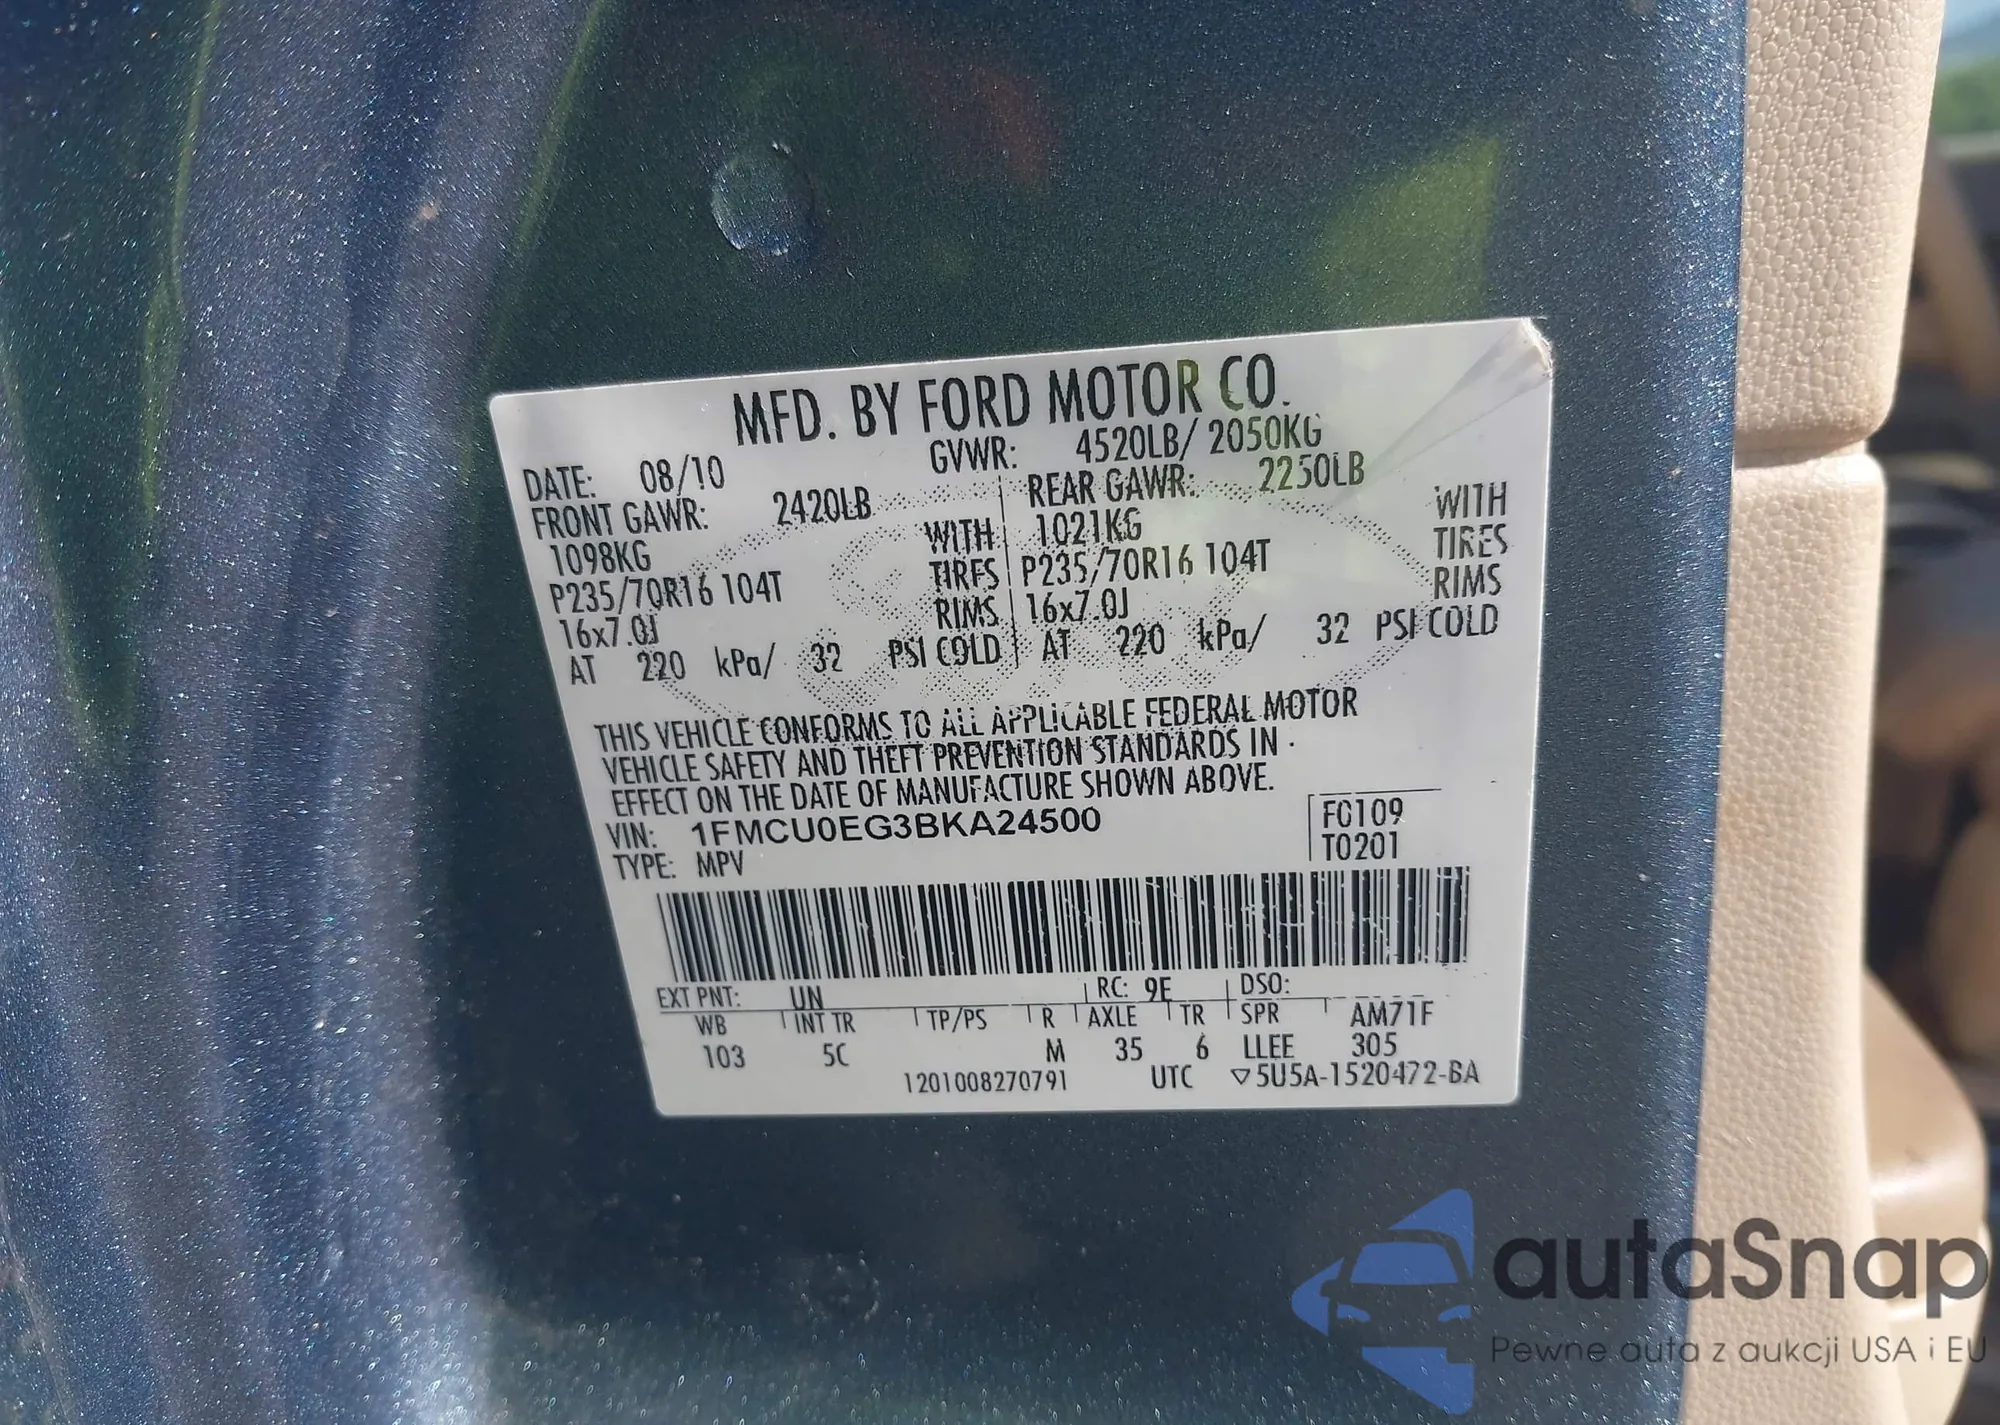 MFD. BY FORD MOTOR CO.
DATE: 08/10 GVWR: 4520LB/ 2050KG
FRONT GAWR: 2420LB REAR GAWR: 2250LB
1098KG WITH 1021KG WITH
P235/70R16 104T TIRES P235/70R16 104T TIRES
16x7.0J RIMS 16x7.0J RIMS
AT 220 kPa/ 32 PSI COLD AT 220 kPa/ 32 PSI COLD
THIS VEHICLE CONFORMS TO ALL APPLICABLE FEDERAL MOTOR
VEHICLE SAFETY AND THEFT PREVENTION STANDARDS IN
EFFECT ON THE DATE OF MANUFACTURE SHOWN ABOVE.
VIN: 1FMCU0EG3BKA24500 F0109
TYPE: MPV T0201
EXT PNT: UN RC: 9E DSO:
WB INT TR TP/PS R AXLE TR SPR AM71F
103 5C M 35 6 LLEE 305
1201008270791 UTC ▽5U5A-1520472-BA
autaSnap
Pewne auta z aukcji USA i EU